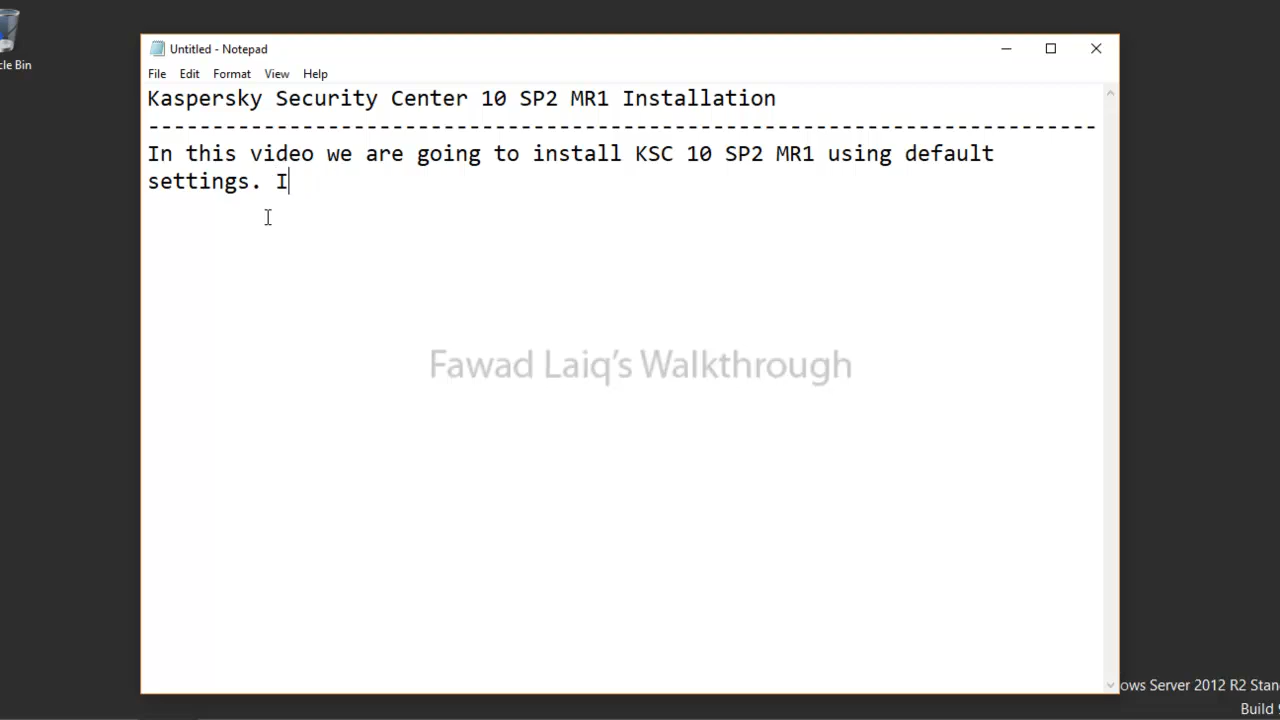 cle Bin
Untitled - Notepad
File Edit Format View Help
Kaspersky Security Center 10 SP2 MR1 Installation
--------------------------------------------------------------------------
In this video we are going to install KSC 10 SP2 MR1 using default
settings. I
Fawad Laiq's Walkthrough
ows Server 2012 R2 Stan
Build